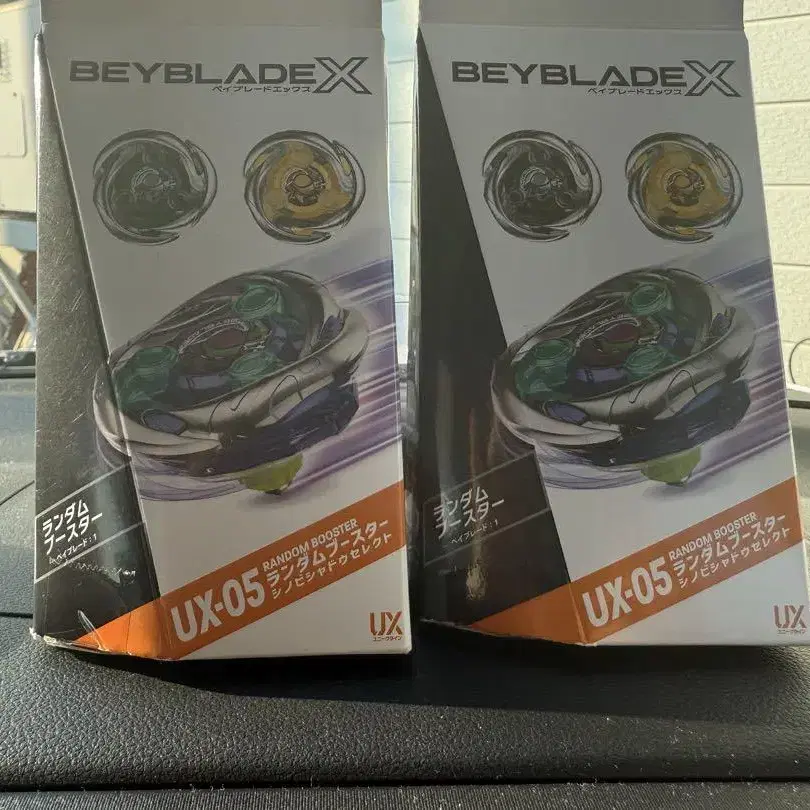 BEYBLADE X
ベイブレードエックス
ランダム
ブースター
ベイブレード:1
UX-05
RANDOM BOOSTER
ランダムブースター
シノビシャドウセレクト
UX
ユニークライン
BEYBLADE X
ベイブレードエックス
ランダム
ブースター
ベイブレード:1
UX-05
RANDOM BOOSTER
ランダムブースター
シノビシャドウセレクト
UX
ユニークライン